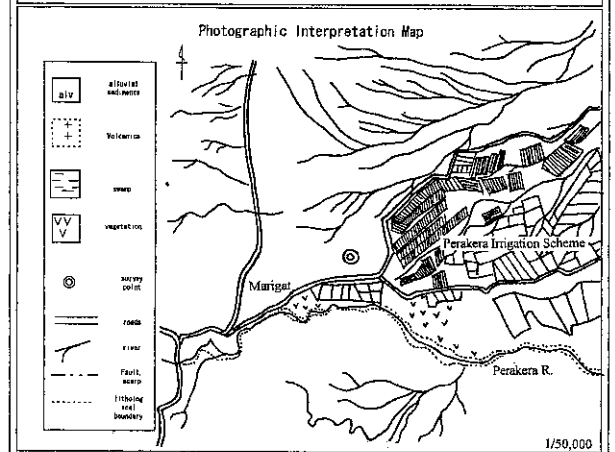 Photographic Interpretation Map
alv
alluvial
sediments
Volcanics
swamp
vegetation
survey
point
roads
river
Fault,
scarp
boundary
Marigat
Perakera Irrigation Scheme
Perakera R.
1/50,000